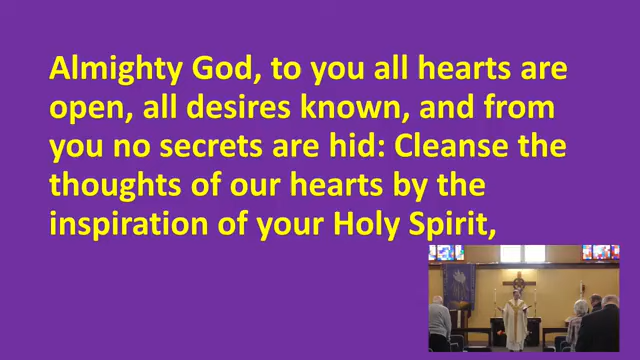 Almighty God, to you all hearts are
open, all desires known, and from
you no secrets are hid: Cleanse the
thoughts of our hearts by the
inspiration of your Holy Spirit,